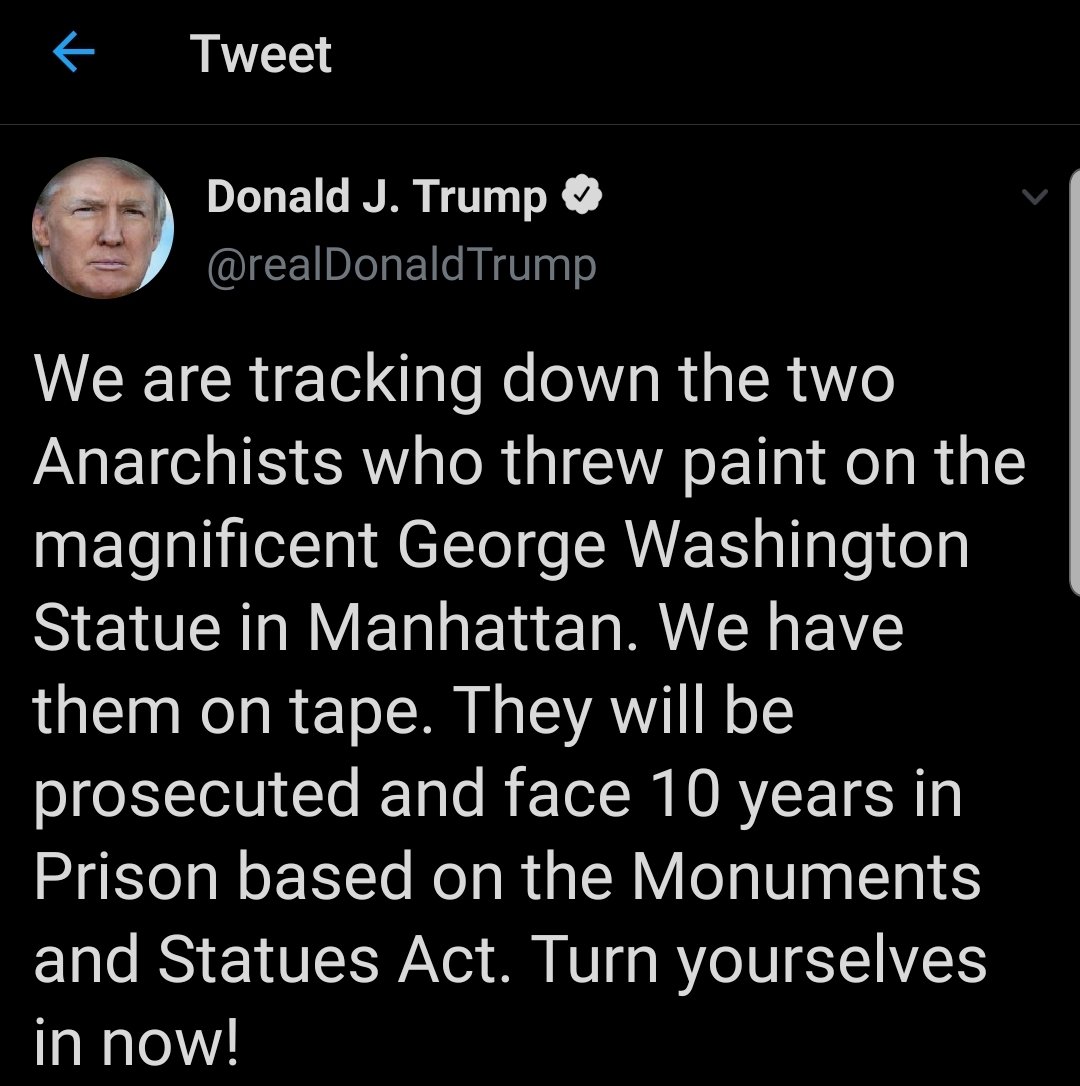 Tweet
Donald J. Trump
@realDonaldTrump
We are tracking down the two
Anarchists who threw paint on the
magnificent George Washington
Statue in Manhattan. We have
them on tape. They will be
prosecuted and face 10 years in
Prison based on the Monuments
and Statues Act. Turn yourselves
in now!